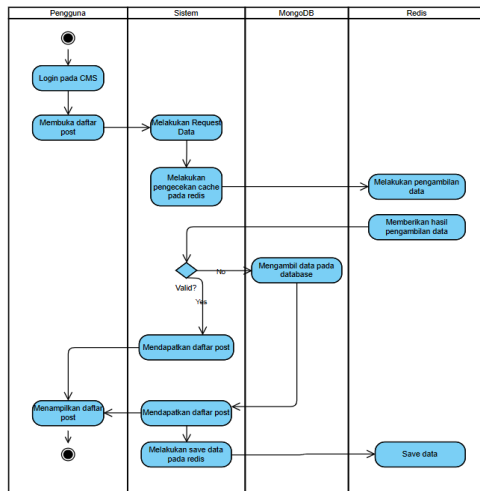 Pengguna
Sistem
MongoDB
Redis
Login pada CMS
Membuka daftar
post
Melakukan Request
Data
Melakukan
pengecekan cache
pada redis
Melakukan pengambilan
data
Memberikan hasil
pengambilan data
Valid?
No
Yes
Mengambil data pada
database
Mendapatkan daftar post
Menampilkan daftar
post
Mendapatkan daftar post
Melakukan save data
pada redis
Save data